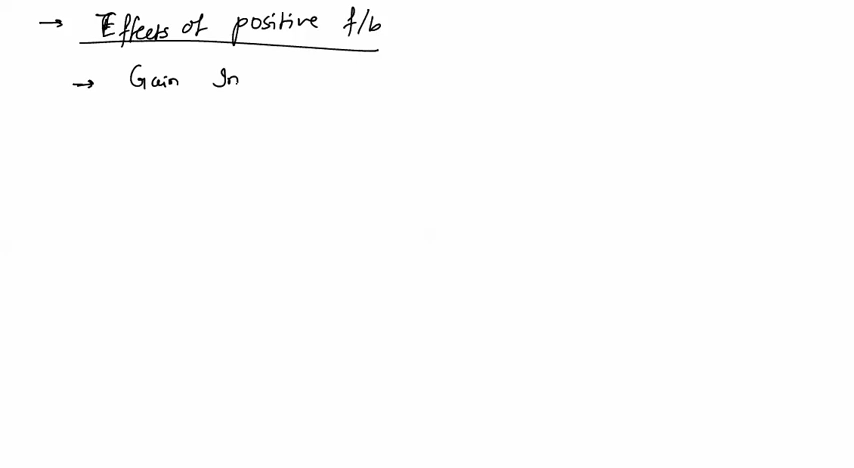 → Effects of positive f/b
→ Gain In